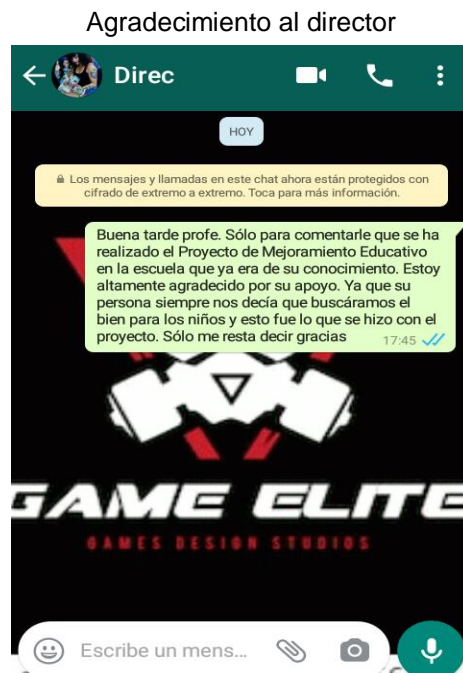 Agradecimiento al director
Direc
HOY
Los mensajes y llamadas en este chat ahora están protegidos con
cifrado de extremo a extremo. Toca para más información.
Buena tarde profe. Sólo para comentarle que se ha
realizado el Proyecto de Mejoramiento Educativo
en la escuela que ya era de su conocimiento. Estoy
altamente agradecido por su apoyo. Ya que su
persona siempre nos decía que buscáramos el
bien para los niños y esto fue lo que se hizo con el
proyecto. Sólo me resta decir gracias
17:45
GAME ELITE
GAMES DESIGN STUDIOS
Escribe un mens...